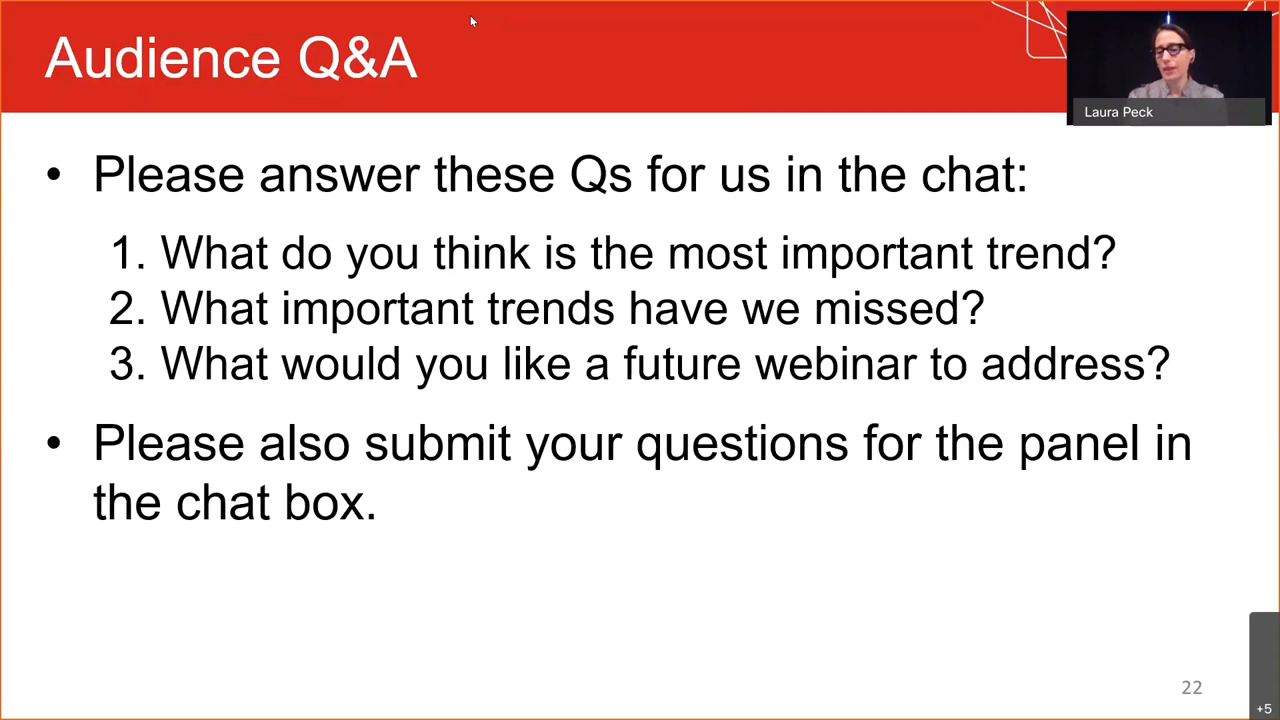 Audience Q&A
Laura Peck
• Please answer these Qs for us in the chat:
1. What do you think is the most important trend?
2. What important trends have we missed?
3. What would you like a future webinar to address?
• Please also submit your questions for the panel in
the chat box.
22
+5